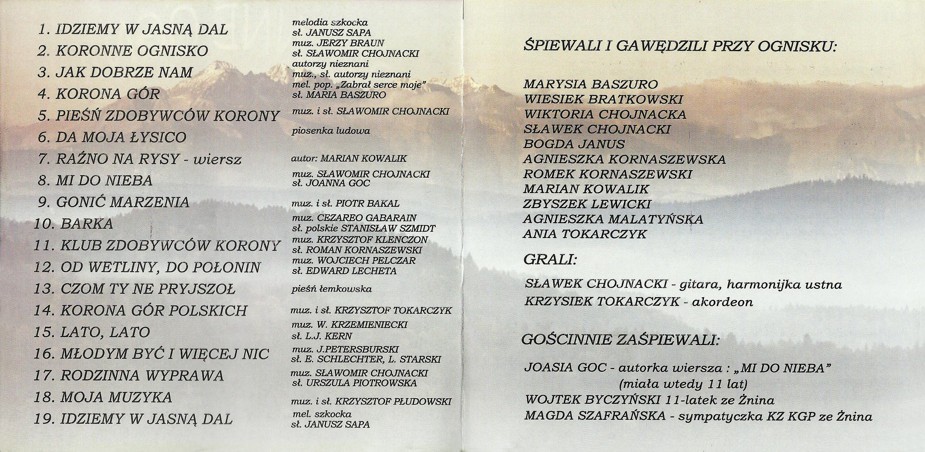 1. IDZIEMY W JASNĄ DAL
melodia szkocka
sł. JANUSZ SAPA
2. KORONNE OGNISKO
muz. JERZY BRAUN
sł. SŁAWOMIR CHOJNACKI
3. JAK DOBRZE NAM
autorzy nieznani
muz., sł. autorzy nieznani
4. KORONA GÓR
mel. pop. „Zabrał serce moje"
sł. MARIA BASZURO
5. PIEŚŃ ZDOBYWCÓW KORONY
muz. i sł. SŁAWOMIR CHOJNACKI
6. DA MOJA ŁYSICO
piosenka ludowa
7. RAŹNO NA RYSY - wiersz
autor: MARIAN KOWALIK
8. MI DO NIEBA
muz. SŁAWOMIR CHOJNACKI
sł. JOANNA GOC
9. GONIĆ MARZENIA
muz. i sł. PIOTR BAKAL
10. BARKA
muz. CEZAREO GABARAIN
sł. polskie STANISŁAW SZMIDT
11. KLUB ZDOBYWCÓW KORONY
muz. KRZYSZTOF KLENCZON
sł. ROMAN KORNASZEWSKI
12. OD WETLINY, DO POŁONIN
muz. WOJCIECH PELCZAR
sł. EDWARD LECHETA
13. CZOM TY NE PRYJSZOŁ
pieśń łemkowska
14. KORONA GÓR POLSKICH
muz. i sł. KRZYSZTOF TOKARCZYK
15. LATO, LATO
muz. W. KRZEMIENIECKI
sł. L.J. KERN
16. MŁODYM BYĆ I WIĘCEJ NIC
muz. J.PETERSBURSKI
sł. E. SCHLECHTER, L. STARSKI
17. RODZINNA WYPRAWA
muz. SŁAWOMIR CHOJNACKI
sł. URSZULA PIOTROWSKA
18. MOJA MUZYKA
muz. i sł. KRZYSZTOF PŁUDOWSKI
19. IDZIEMY W JASNĄ DAL
mel. szkocka
sł. JANUSZ SAPA
ŚPIEWALI I GAWĘDZILI PRZY OGNISKU:
MARYSIA BASZURO
WIESIEK BRATKOWSKI
WIKTORIA CHOJNACKA
SŁAWEK CHOJNACKI
BOGDA JANUS
AGNIESZKA KORNASZEWSKA
ROMEK KORNASZEWSKI
MARIAN KOWALIK
ZBYSZEK LEWICKI
AGNIESZKA MALATYŃSKA
ANIA TOKARCZYK
GRALI:
SŁAWEK CHOJNACKI - gitara, harmonijka ustna
KRZYSIEK TOKARCZYK - akordeon
GOŚCINNIE ZAŚPIEWALI:
JOASIA GOC - autorka wiersza : „MI DO NIEBA"
(miała wtedy 11 lat)
WOJTEK BYCZYŃSKI 11-latek ze Żnina
MAGDA SZAFRAŃSKA - sympatyczka KZ KGP ze Żnina